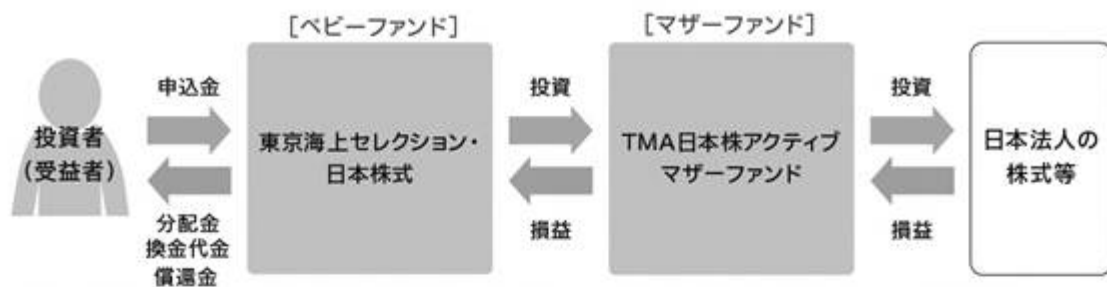 [ベビーファンド]
[マザーファンド]
申込金
投資
投資
投資者
(受益者)
東京海上セレクション・
日本株式
TMA日本株アクティブ
マザーファンド
日本法人の
株式等
分配金
換金代金
償還金
損益
損益